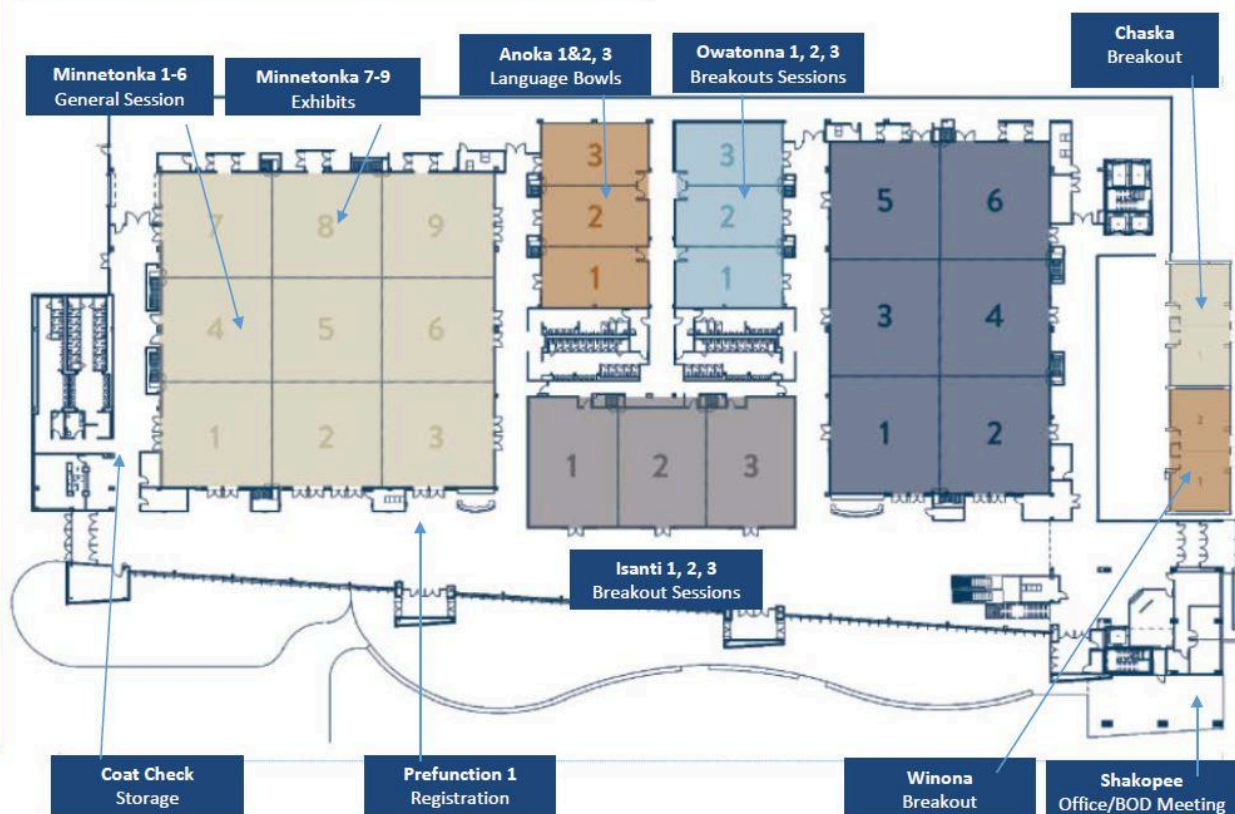 Anoka 1&2, 3
Language Bowls
Owatonna 1, 2, 3
Breakouts Sessions
Chaska
Breakout
Minnetonka 1-6
General Session
Minnetonka 7-9
Exhibits
3
3
2
2
1
1
7
8
9
4
5
6
1
2
3
5
6
3
4
1
2
1
2
3
1
2
1
Isanti 1, 2, 3
Breakout Sessions
Coat Check
Storage
Prefunction 1
Registration
Winona
Breakout
Shakopee
Office/BOD Meeting